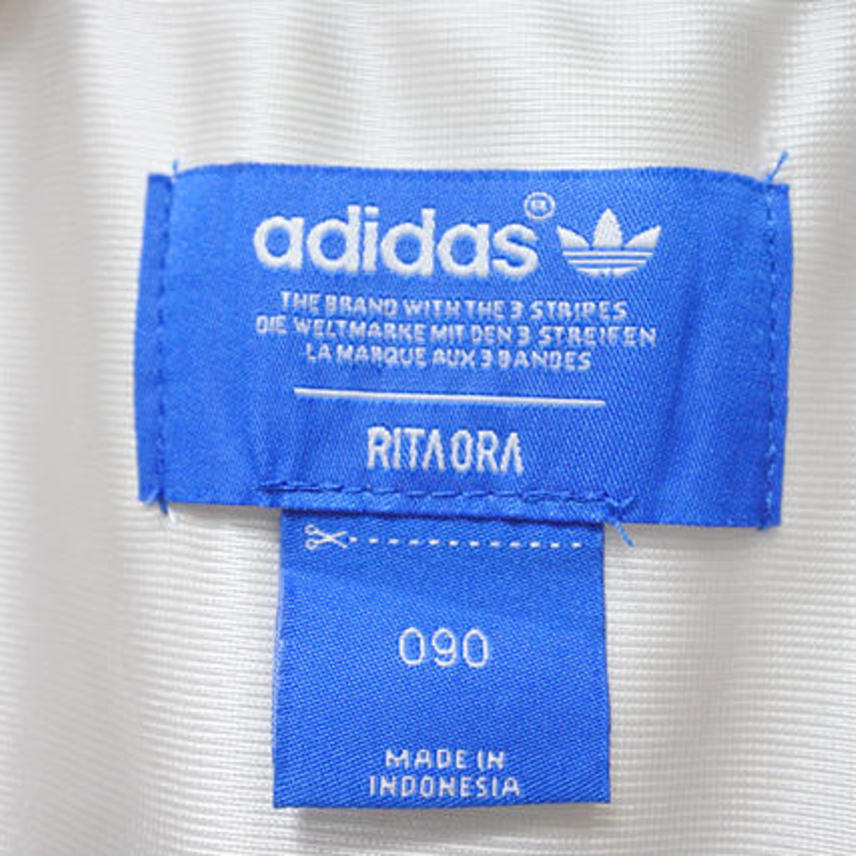 adidas®
THE BRAND WITH THE 3 STRIPES
DIE WELTMARKE MIT DEN 3 STREIFEN
LA MARQUE AUX 3 BANDES
RITA ORA
090
MADE IN
INDONESIA